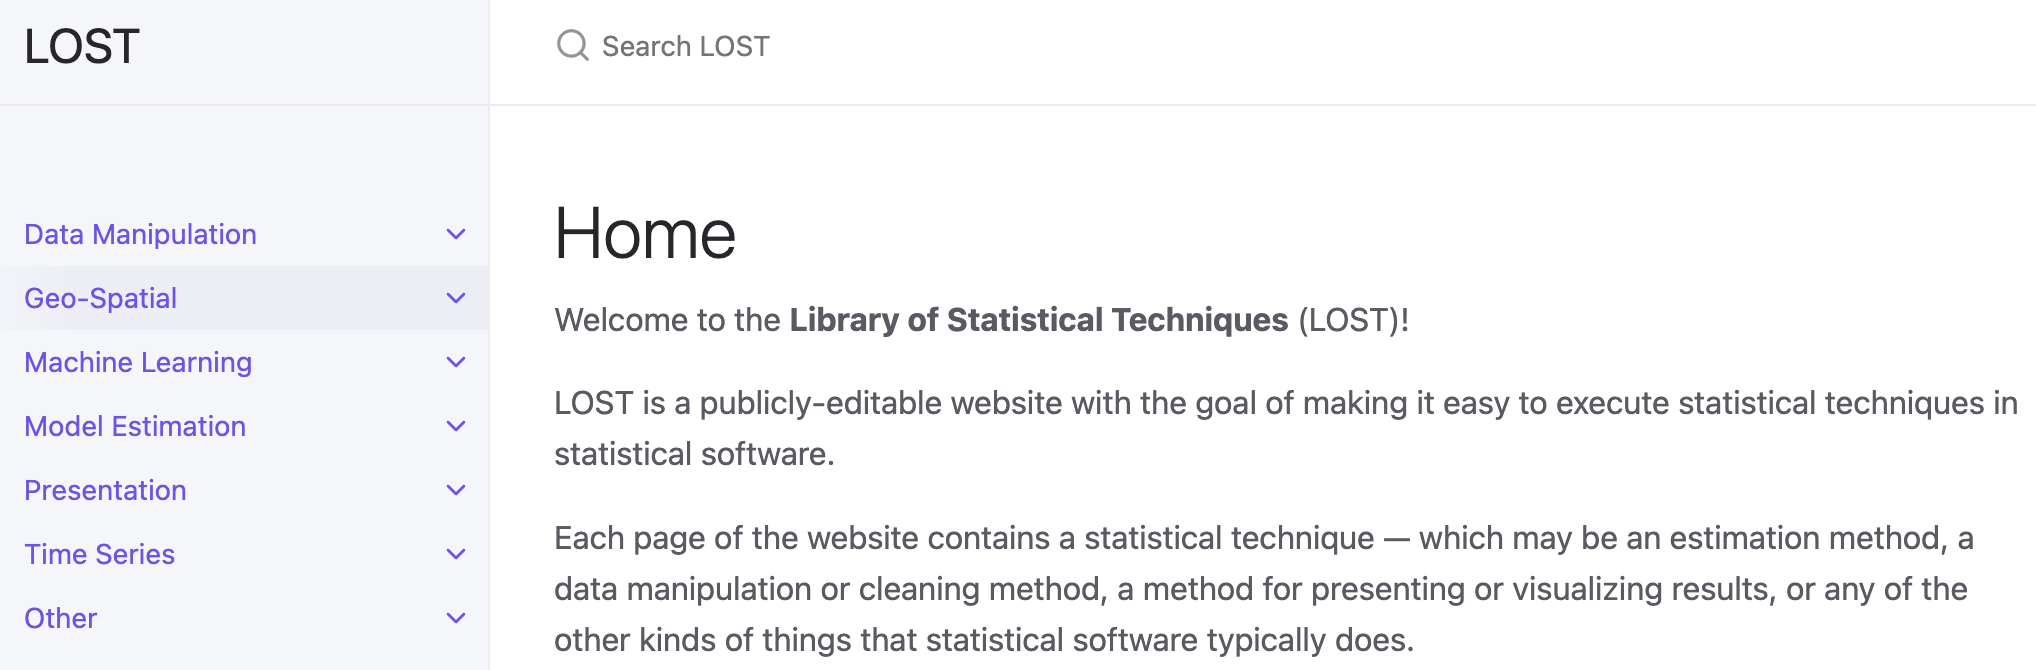 LOST
Search LOST
Data Manipulation
Geo-Spatial
Machine Learning
Model Estimation
Presentation
Time Series
Other
Home
Welcome to the Library of Statistical Techniques (LOST)!
LOST is a publicly-editable website with the goal of making it easy to execute statistical techniques in
statistical software.
Each page of the website contains a statistical technique — which may be an estimation method, a
data manipulation or cleaning method, a method for presenting or visualizing results, or any of the
other kinds of things that statistical software typically does.